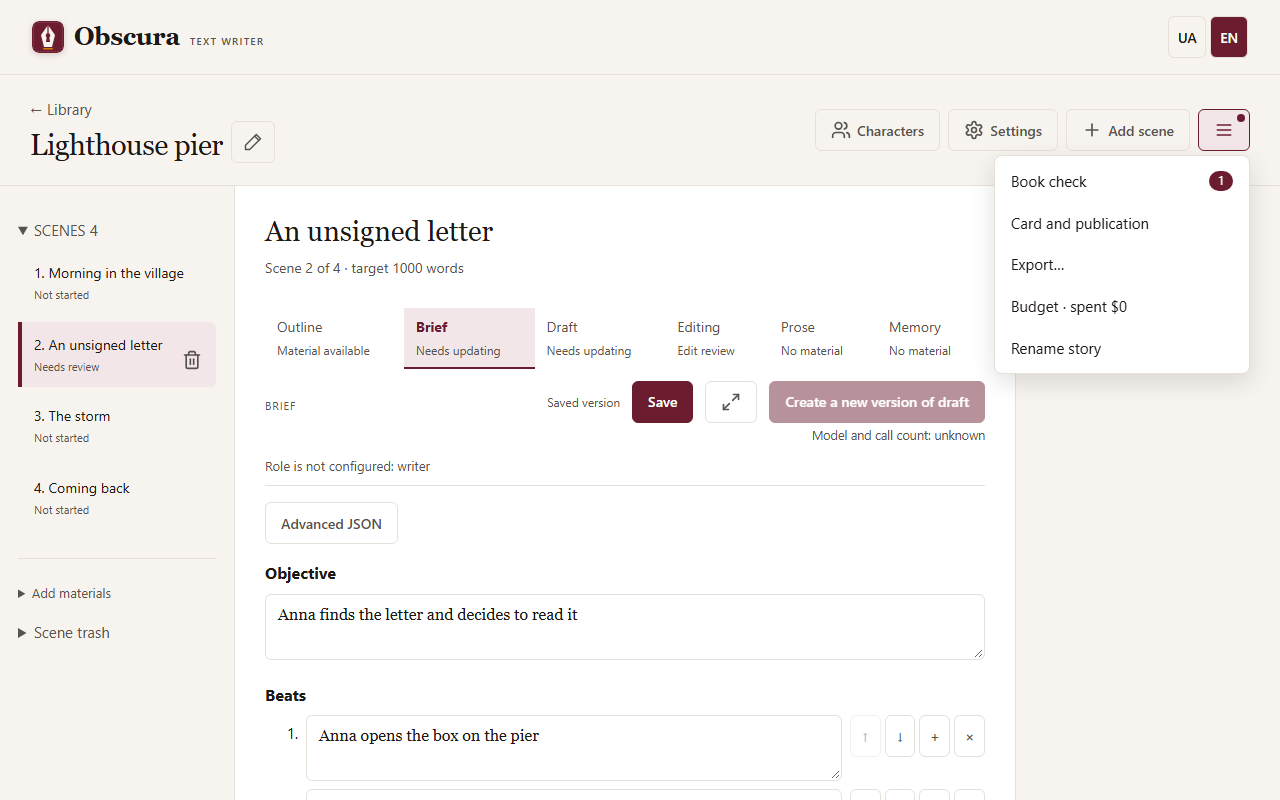 Obscura TEXT WRITER
UA EN
← Library
Lighthouse pier
Characters
Settings
Add scene
Book check 1
Card and publication
Export...
Budget · spent $0
Rename story
▼ SCENES 4
1. Morning in the village
Not started
2. An unsigned letter
Needs review
3. The storm
Not started
4. Coming back
Not started
▶ Add materials
▶ Scene trash
An unsigned letter
Scene 2 of 4 · target 1000 words
Outline
Material available
Brief
Needs updating
Draft
Needs updating
Editing
Edit review
Prose
No material
Memory
No material
BRIEF
Saved version
Save
Create a new version of draft
Model and call count: unknown
Role is not configured: writer
Advanced JSON
Objective
Anna finds the letter and decides to read it
Beats
1. Anna opens the box on the pier
↑ ↓ + ×